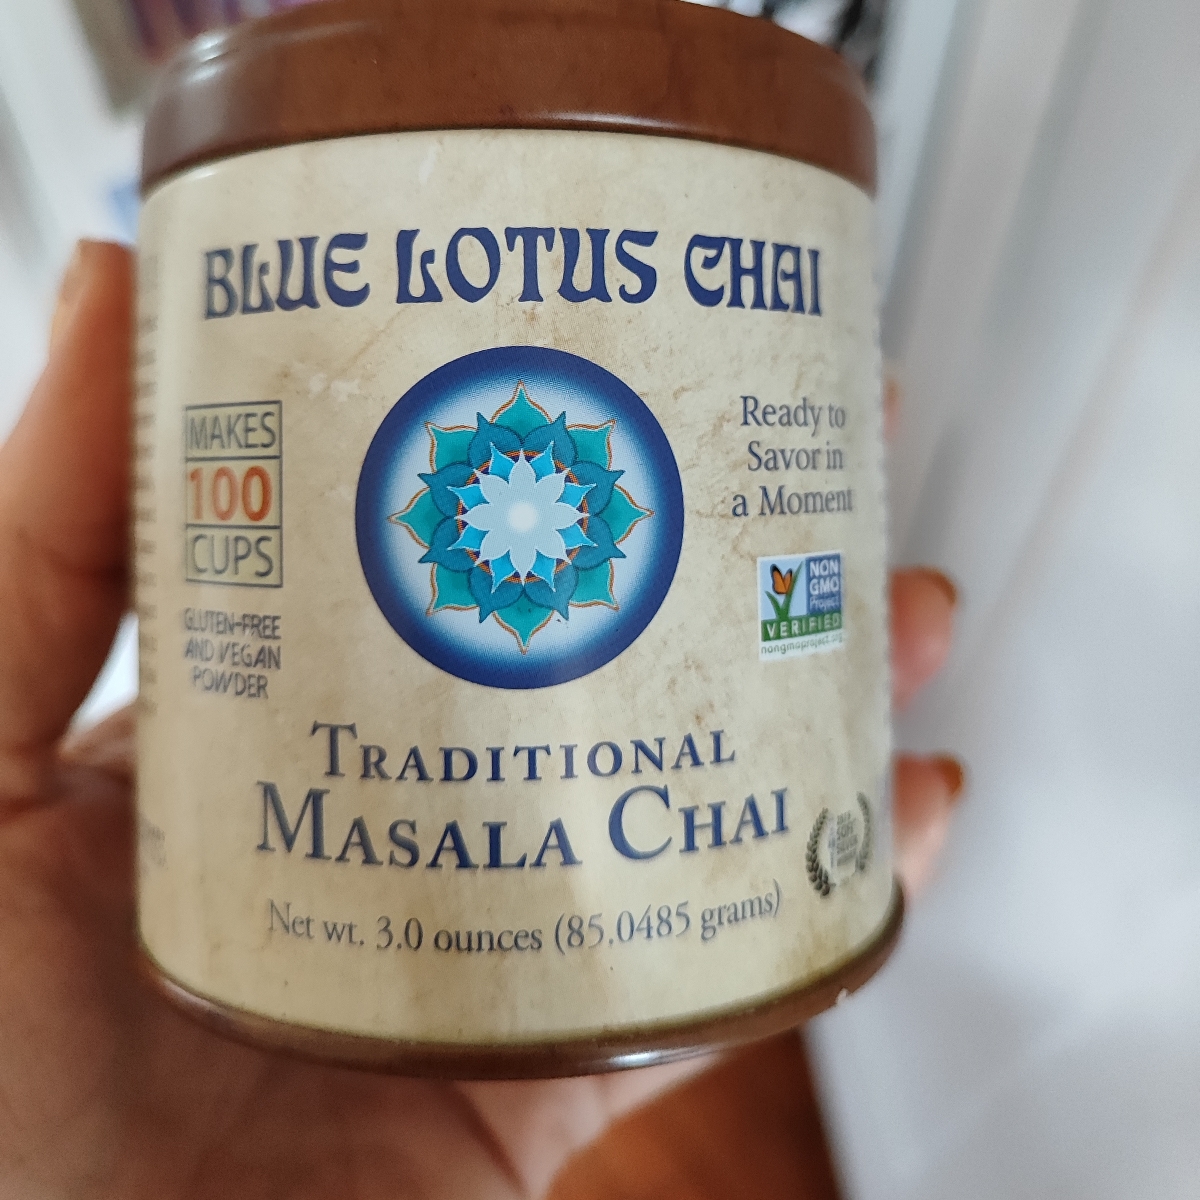 BLUE LOTUS CHAI
MAKES
100
CUPS
GLUTEN-FREE
AND VEGAN
POWDER
Ready to
Savor in
a Moment
NON
GMO
Project
VERIFIED
nongmoproject.org
TRADITIONAL
MASALA CHAI
Net wt. 3.0 ounces (85.0485 grams)